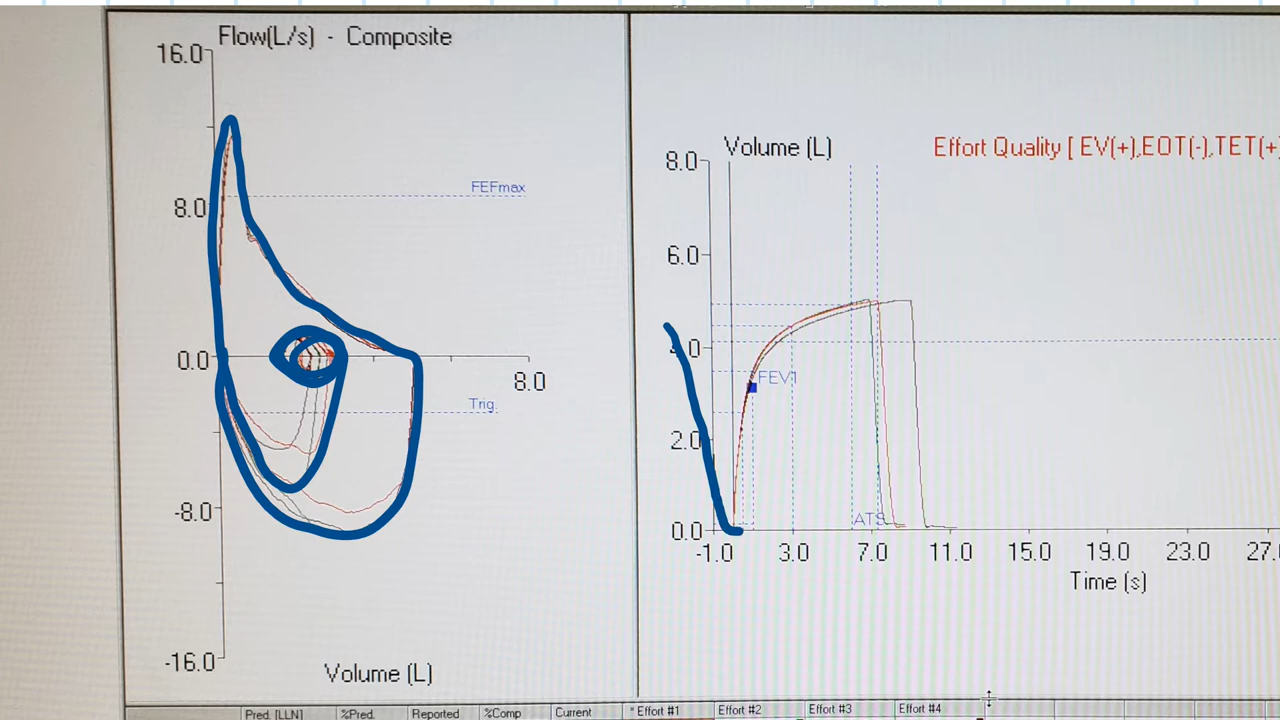 Flow(L/s) - Composite
16.0
8.0
0.0
-8.0
-16.0
FEFmax
Trig.
8.0
Volume (L)
Volume (L)
Effort Quality [ EV(+),EOT(-),TET(+)
8.0
6.0
4.0
2.0
0.0
FEV1
ATS
-1.0 3.0 7.0 11.0 15.0 19.0 23.0 27.
Time (s)
Pred. [LLN] %Pred. Reported %Comp Current * Effort #1 Effort #2 Effort #3 Effort #4